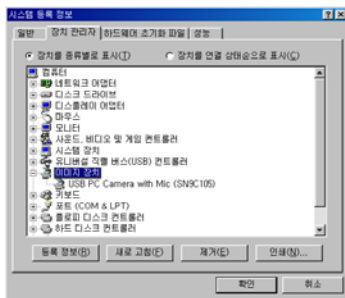 시스템 등록 정보
일반 장치 관리자 하드웨어 초기화 파일 성능
장치를 종류별로 표시(T) 장치를 연결 상태순으로 표시(C)
컴퓨터
네트워크 어댑터
디스크 드라이브
디스플레이 어댑터
마우스
모니터
사운드, 비디오 및 게임 컨트롤러
시스템 장치
유니버설 직렬 버스(USB) 컨트롤러
이미지 장치
USB PC Camera with Mic (SN9C105)
키보드
포트 (COM & LPT)
플로피 디스크 컨트롤러
하드 디스크 컨트롤러
등록 정보(R) 새로 고침(F) 제거(E) 인쇄(N)...
확인 취소